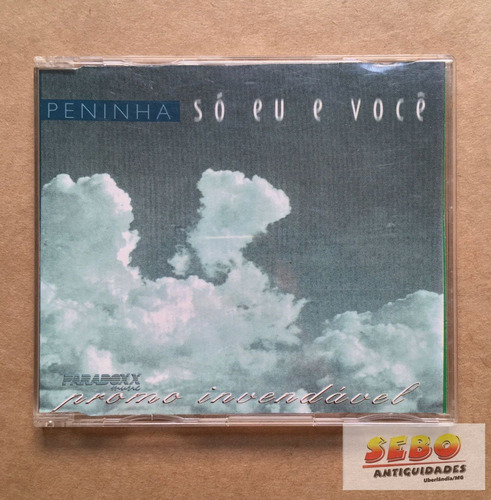 PENINHA SÓ EU E VOCÊ
PARADOXX
music
promo invendável
SEBO
ANTIGUIDADES
Uberlândia/MG